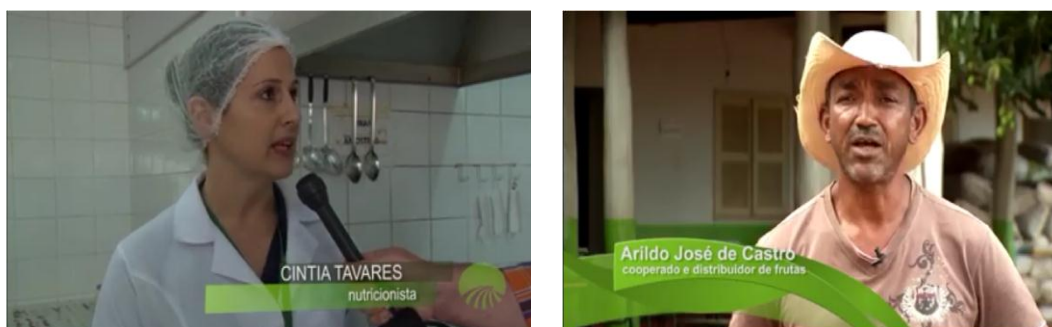 CINTIA TAVARES
nutricionista
Arildo José de Castro
cooperado e distribuidor de frutas